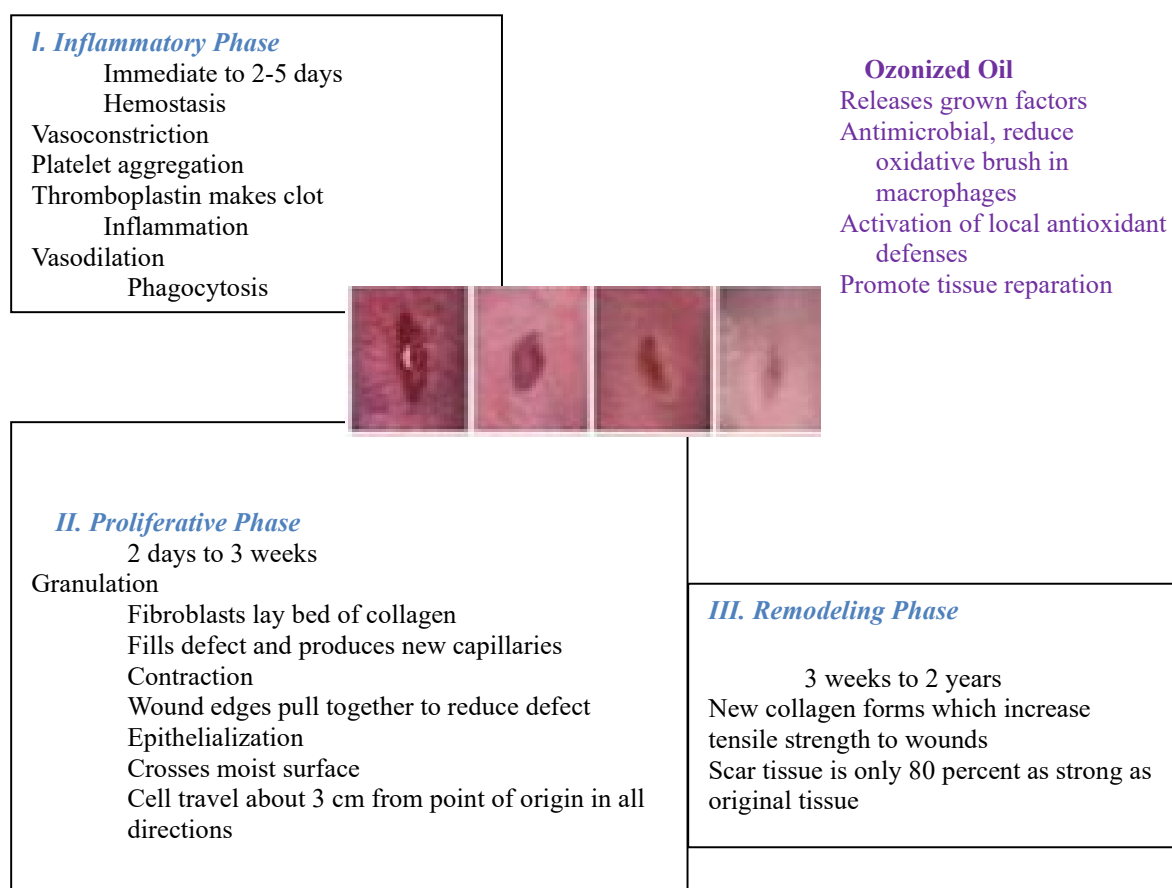 I. Inflammatory Phase
Immediate to 2-5 days
Hemostasis
Vasoconstriction
Platelet aggregation
Thromboplastin makes clot
Inflammation
Vasodilation
Phagocytosis
Ozonized Oil
Releases grown factors
Antimicrobial, reduce
oxidative brush in
macrophages
Activation of local antioxidant
defenses
Promote tissue reparation
II. Proliferative Phase
2 days to 3 weeks
Granulation
Fibroblasts lay bed of collagen
Fills defect and produces new capillaries
Contraction
Wound edges pull together to reduce defect
Epithelialization
Crosses moist surface
Cell travel about 3 cm from point of origin in all
directions
III. Remodeling Phase
3 weeks to 2 years
New collagen forms which increase
tensile strength to wounds
Scar tissue is only 80 percent as strong as
original tissue